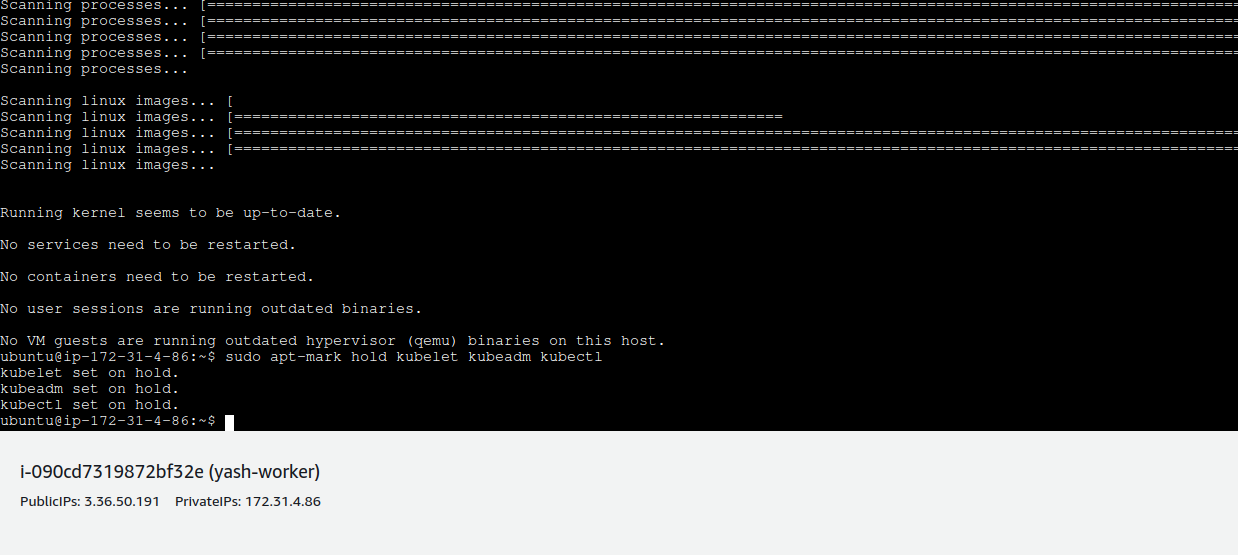 Scanning processes... [==========================================================================================================
Scanning processes... [==========================================================================================================
Scanning processes... [==========================================================================================================
Scanning processes... [==========================================================================================================
Scanning processes...
Scanning linux images... [
Scanning linux images... [=============================================================
Scanning linux images... [================================================================================================================
Scanning linux images... [================================================================================================================
Scanning linux images...
Running kernel seems to be up-to-date.
No services need to be restarted.
No containers need to be restarted.
No user sessions are running outdated binaries.
No VM guests are running outdated hypervisor (qemu) binaries on this host.
ubuntu@ip-172-31-4-86:~$ sudo apt-mark hold kubelet kubeadm kubectl
kubelet set on hold.
kubeadm set on hold.
kubectl set on hold.
ubuntu@ip-172-31-4-86:~$
i-090cd7319872bf32e (yash-worker)
PublicIPs: 3.36.50.191 PrivateIPs: 172.31.4.86